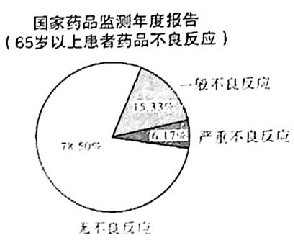 国家药品监测年度报告
(65岁以上患者药品不良反应)
一般不良反应
15.33%
6.17%
严重不良反应
78.50%
无不良反应